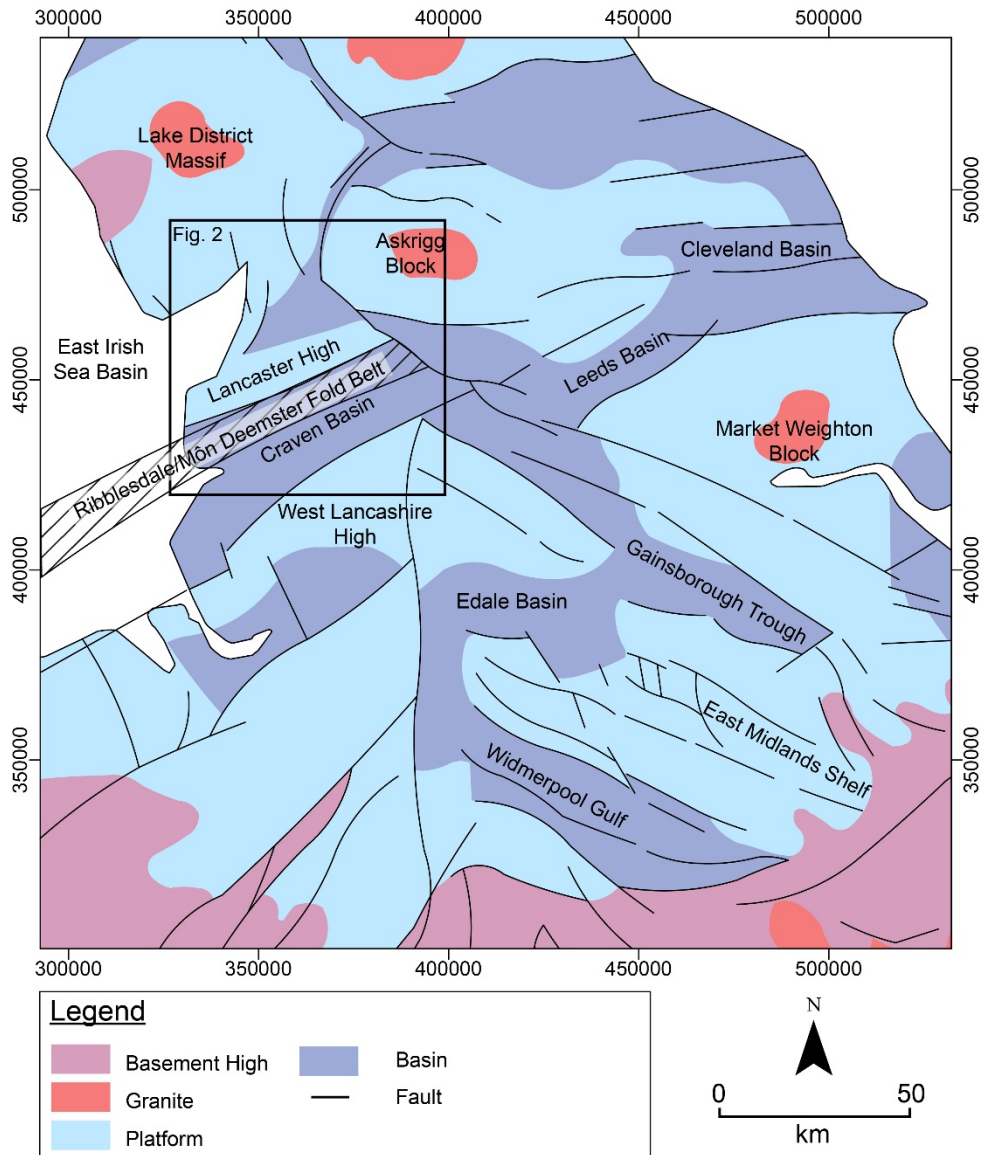 300000 350000 400000 450000 500000
500000
450000
400000
350000
Lake District
Massif
Fig. 2
Askrigg
Block
Cleveland Basin
East Irish
Sea Basin
Lancaster High
Leeds Basin
Ribblesdale/Môn Deemster Fold Belt
Craven Basin
Market Weighton
Block
West Lancashire
High
Gainsborough Trough
Edale Basin
East Midlands Shelf
Widmerpool Gulf
500000
450000
400000
350000
300000 350000 400000 450000 500000
Legend
Basement High
Granite
Platform
Basin
Fault
N
0 50
km